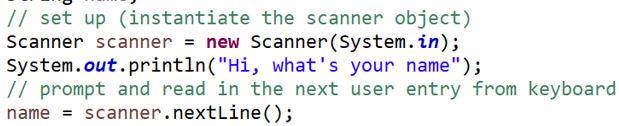 // set up (instantiate the scanner object)
Scanner scanner = new Scanner(System.in);
System.out.println("Hi, what's your name");
// prompt and read in the next user entry from keyboard
name = scanner.nextLine();